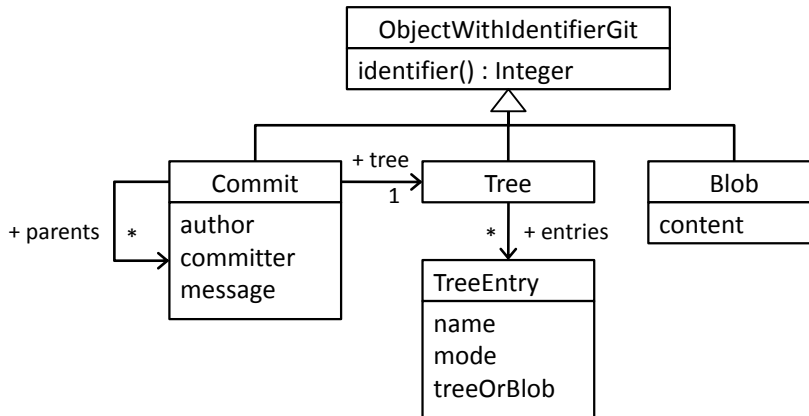 ObjectWithIdentifierGit
identifier() : Integer
+ tree
Commit
1
Tree
Blob
+ parents
*
author
committer
message
*
+ entries
content
TreeEntry
name
mode
treeOrBlob